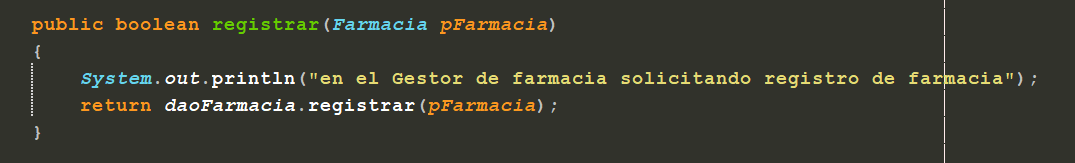 public boolean registrar(Farmacia pFarmacia)
{
System.out.println("en el Gestor de farmacia solicitando registro de farmacia");
return daoFarmacia.registrar(pFarmacia);
}